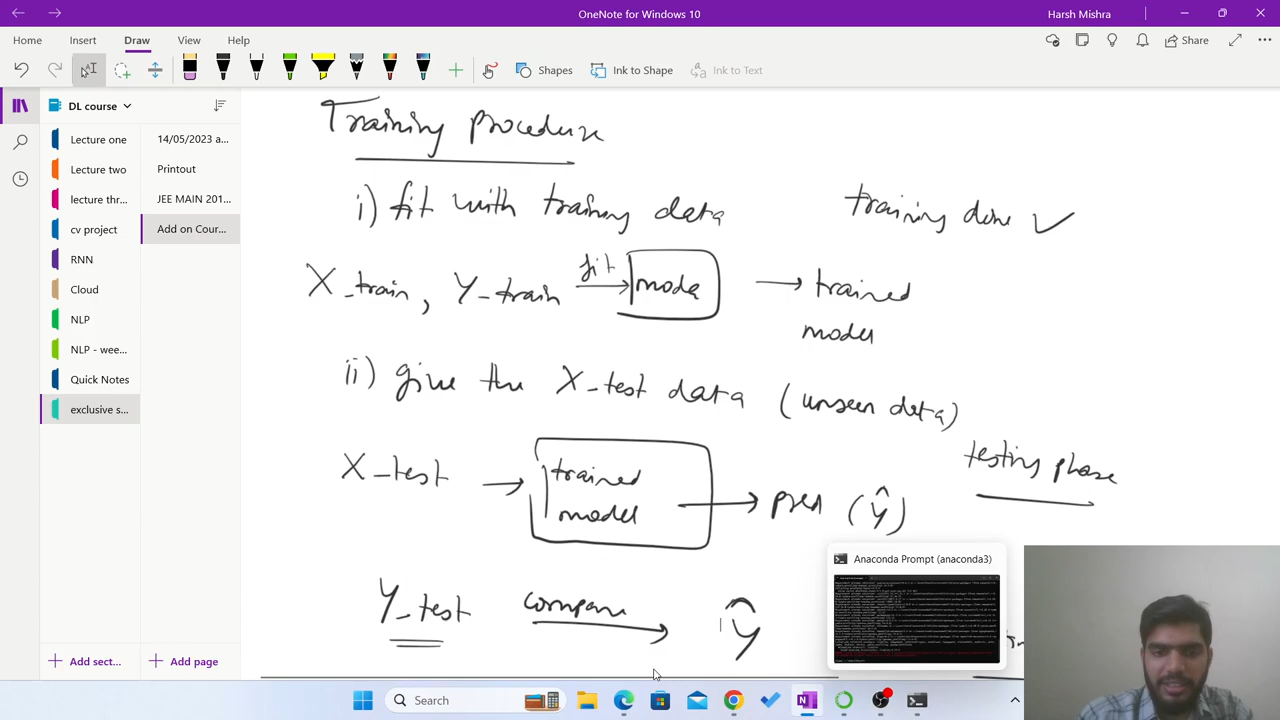 OneNote for Windows 10
Harsh Mishra
Home Insert Draw View Help
Share
Shapes Ink to Shape Ink to Text
DL course
Lecture one
Lecture two
lecture thr...
cv project
RNN
Cloud
NLP
NLP - wee...
Quick Notes
exclusive s...
Add sect...
14/05/2023 a...
Printout
JEE MAIN 201...
Add on Cour...
Training procedure
i) fit with training data
training done ✓
X_train, Y_train fit → model → trained
model
ii) give the X_test data (unseen data)
testing phase
X_test → trained
model → pred (ŷ)
Y test compare → ŷ
Anaconda Prompt (anaconda3)
Search